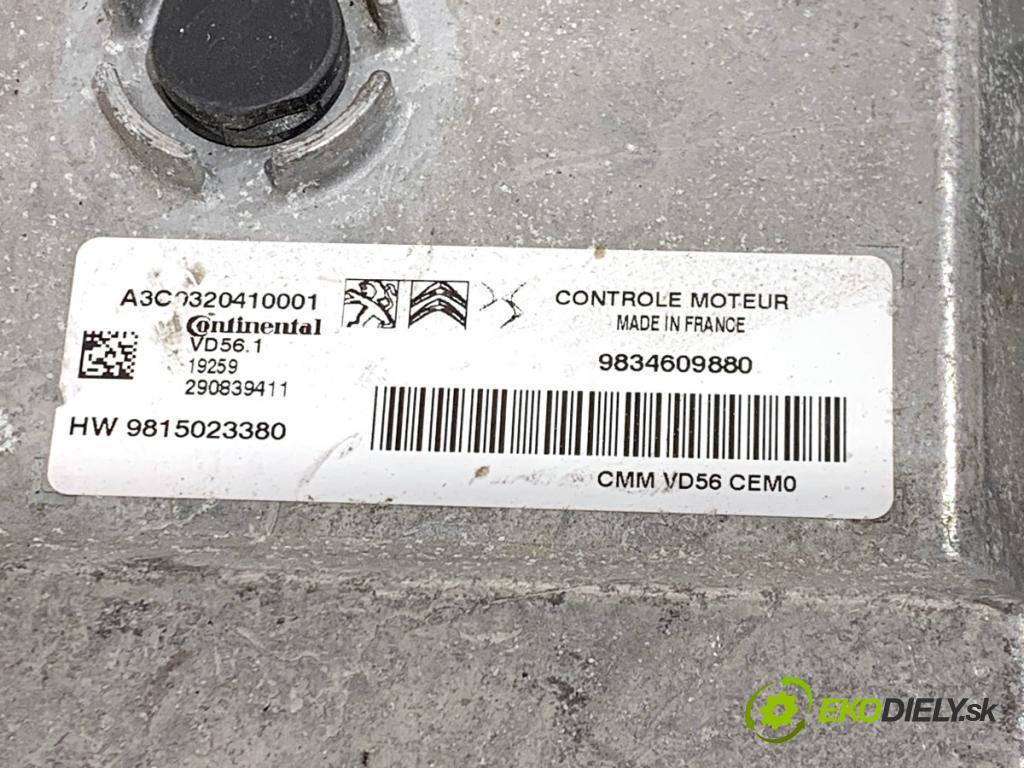 A3C0320410001
Continental
VD56.1
19259
290839411
HW 9815023380
CONTROLE MOTEUR
MADE IN FRANCE
9834609880
CMM VD56 CEM0
EKODIELY.sk